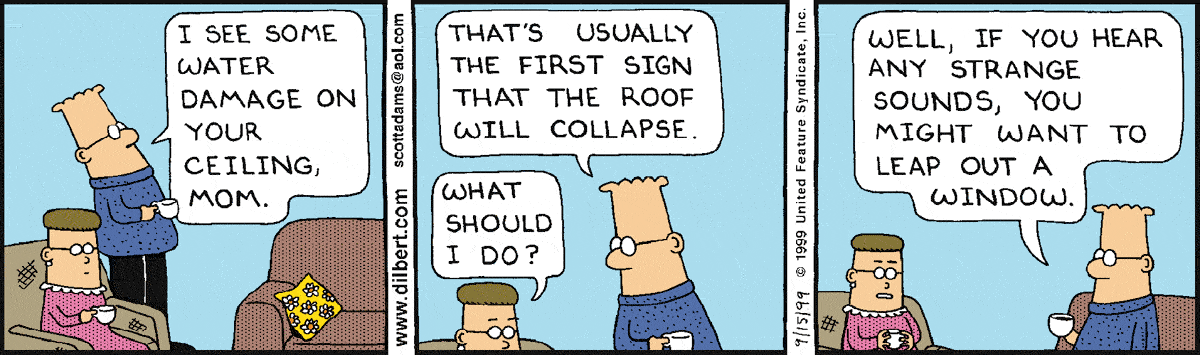 I SEE SOME
WATER
DAMAGE ON
YOUR
CEILING,
MOM.
www.dilbert.com scottadams@aol.com
THAT'S USUALLY
THE FIRST SIGN
THAT THE ROOF
WILL COLLAPSE.
WHAT
SHOULD
I DO?
9/15/99 © 1999 United Feature Syndicate, Inc.
WELL, IF YOU HEAR
ANY STRANGE
SOUNDS, YOU
MIGHT WANT TO
LEAP OUT A
WINDOW.